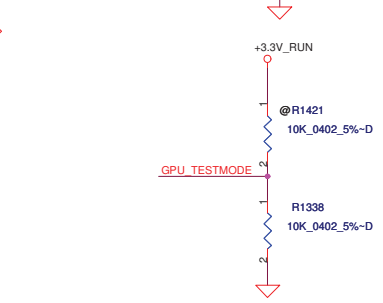 +3.3V_RUN
1
@R1421
10K_0402_5%~D
2
GPU_TESTMODE
1
R1338
10K_0402_5%~D
2